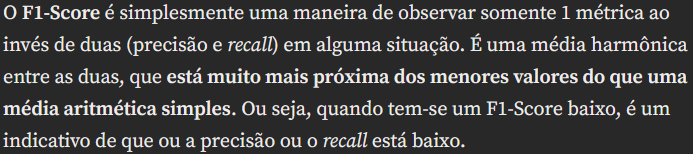 O F1-Score é simplesmente uma maneira de observar somente 1 métrica ao
invés de duas (precisão e recall) em alguma situação. É uma média harmônica
entre as duas, que está muito mais próxima dos menores valores do que uma
média aritmética simples. Ou seja, quando tem-se um F1-Score baixo, é um
indicativo de que ou a precisão ou o recall está baixo.